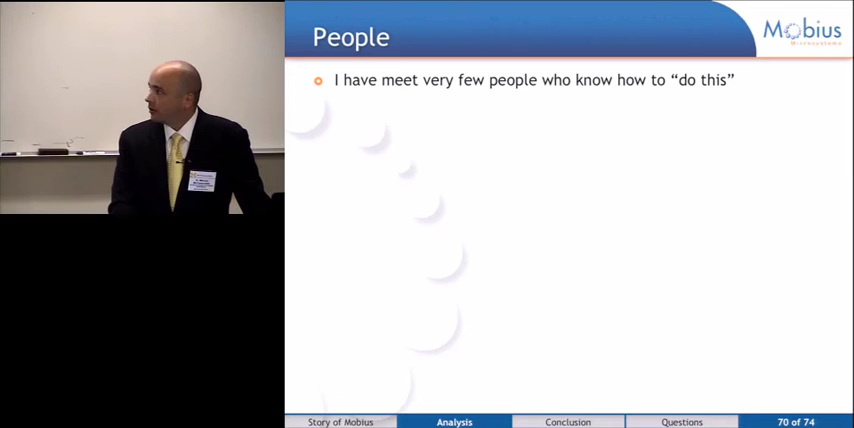 People
Mobius
Microsystems
I have meet very few people who know how to “do this”
Story of Mobius
Analysis
Conclusion
Questions
70 of 74